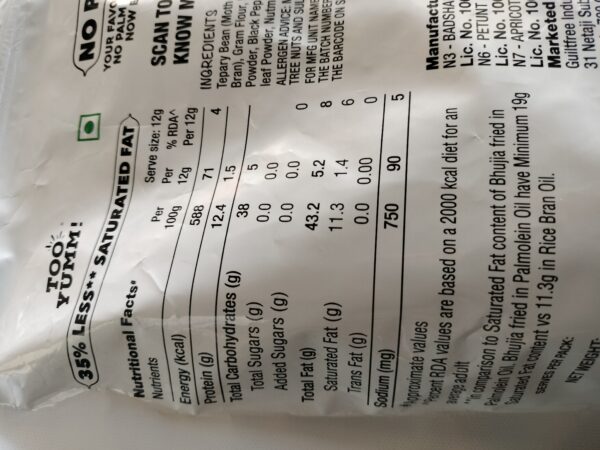 TOO
YUMM!
35% LESS** SATURATED FAT
Nutritional Facts*
Serve size: 12g
Nutrients Per 100g Per 12g % RDA^ Per 12g
Energy (kcal) 588 71 4
Protein (g) 12.4 1.5
Total Carbohydrates (g) 38 5
Total Sugars (g) 0.0 0.0
Added Sugars (g) 0.0 0.0 0
Total Fat (g) 43.2 5.2 8
Saturated Fat (g) 11.3 1.4 6
Trans Fat (g) 0.0 0.00 0
Sodium (mg) 750 90 5
Approximate values
RDA values are based on a 2000 kcal diet for an
average adult
**In comparison to Saturated Fat content of Bhujia fried in
Palmolein Oil. Bhujia fried in Palmolein Oil have Minimum 19g
Saturated Fat content vs 11.3g in Rice Bran Oil.
SERVES PER PACK:
NET WEIGHT:
NO P
YOUR FAVO
NO PALM
NOW B
SCAN TO
KNOW M
INGREDIENTS
Tepary Bean (Moth
Bran), Gram Flour,
Powder, Black Pep
leaf Powder, Nutm
ALLERGEN ADVICE:
TREE NUTS AND SUL
FOR MFG UNIT NAME
THE BATCH NUMBER
THE BARCODE ON S
Manufactu
N3 - BADSHA
Lic. No. 100
N6 - PETUNT
Lic. No. 100
N7 - APRICOT
Lic. No. 10
Marketed
Guiltfree Indu
31 Netaji Sub